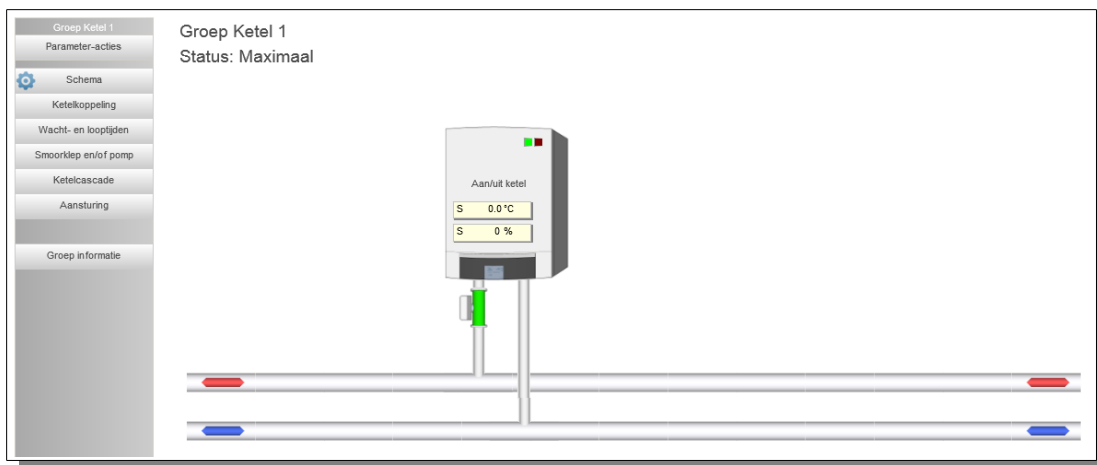 Groep Ketel 1
Parameter-acties
Schema
Ketelkoppeling
Wacht- en looptijden
Smoorklep en/of pomp
Ketelcascade
Aansturing
Groep informatie
Groep Ketel 1
Status: Maximaal
Aan/uit ketel
S 0.0 °C
S 0 %